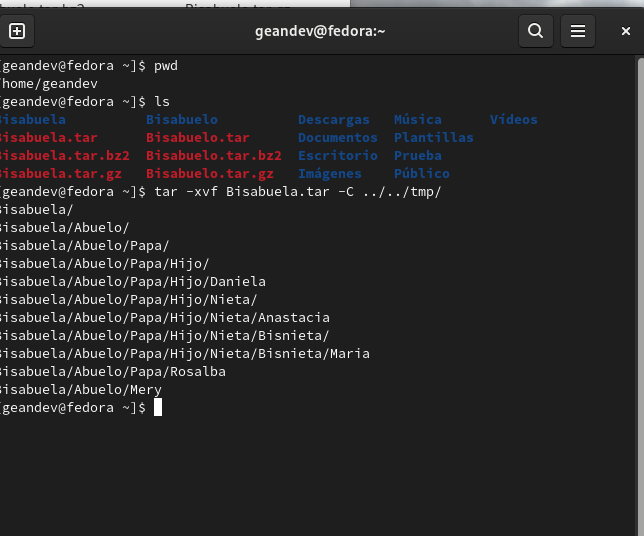 Bisabuelo.tar.gz
geandev@fedora:~
[geandev@fedora ~]$ pwd
/home/geandev
[geandev@fedora ~]$ ls
Bisabuela Bisabuelo Descargas Música Vídeos
Bisabuela.tar Bisabuelo.tar Documentos Plantillas
Bisabuela.tar.bz2 Bisabuelo.tar.bz2 Escritorio Prueba
Bisabuela.tar.gz Bisabuelo.tar.gz Imágenes Público
[geandev@fedora ~]$ tar -xvf Bisabuela.tar -C ../../tmp/
Bisabuela/
Bisabuela/Abuelo/
Bisabuela/Abuelo/Papa/
Bisabuela/Abuelo/Papa/Hijo/
Bisabuela/Abuelo/Papa/Hijo/Daniela
Bisabuela/Abuelo/Papa/Hijo/Nieta/
Bisabuela/Abuelo/Papa/Hijo/Nieta/Anastacia
Bisabuela/Abuelo/Papa/Hijo/Nieta/Bisnieta/
Bisabuela/Abuelo/Papa/Hijo/Nieta/Bisnieta/Maria
Bisabuela/Abuelo/Papa/Rosalba
Bisabuela/Abuelo/Mery
[geandev@fedora ~]$